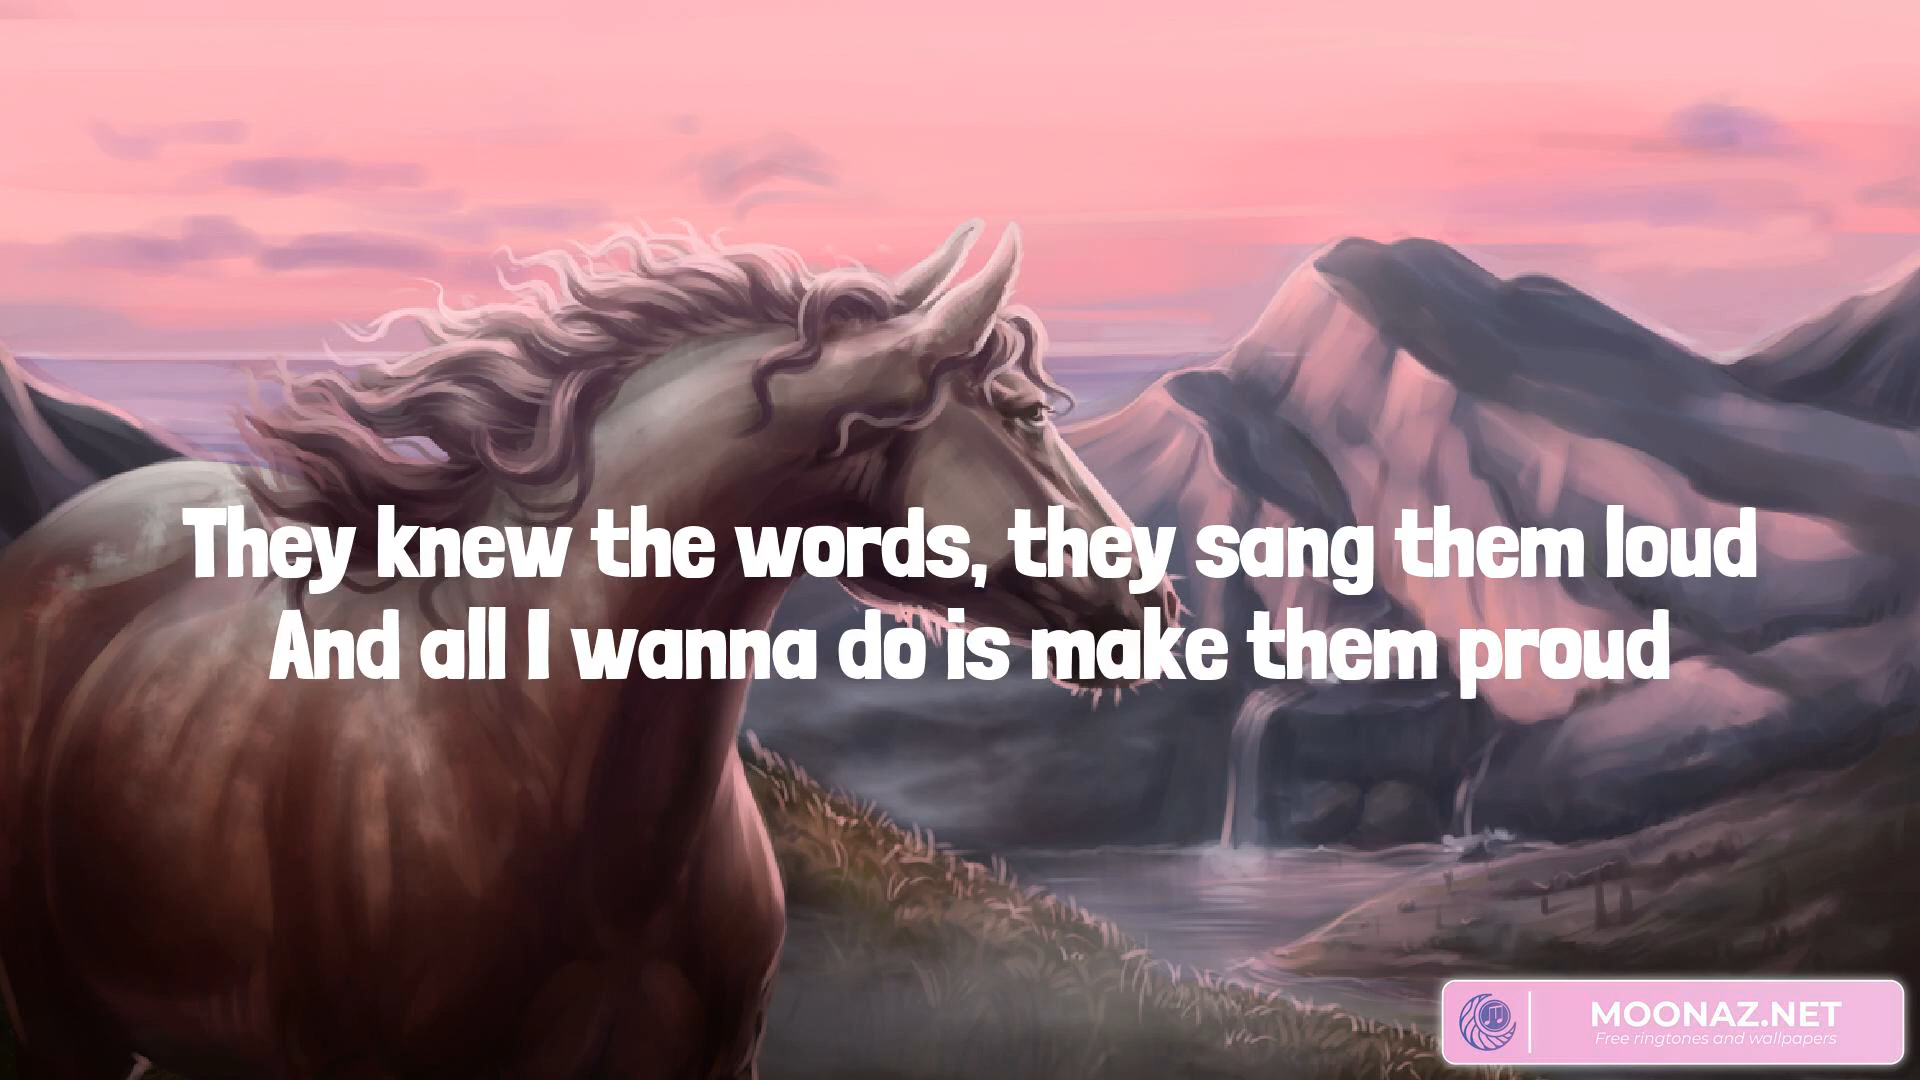 They knew the words, they sang them loud
And all I wanna do is make them proud
MOONAZ.NET
Free ringtones and wallpapers